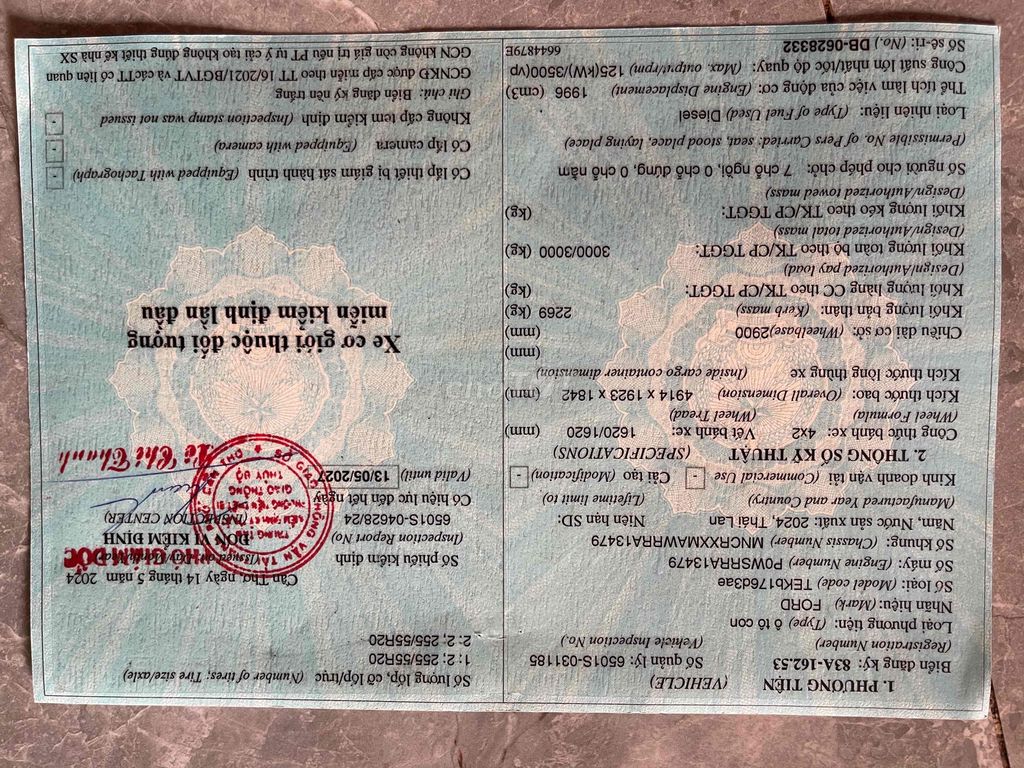 1. PHƯƠNG TIỆN (VEHICLE)
Biển đăng ký: 83A-162.53 Số quản lý: 6501S-031185
(Registration Number) (Vehicle Inspection No.)
Loại phương tiện: (Type) ô tô con
Nhãn hiệu: (Mark) FORD
Số loại: (Model code) TEKb176d3ae
Số máy: (Engine Number) P0WSRRA13479
Số khung: (Chassis Number) MNCRXXMAWRRA13479
Năm, Nước sản xuất: 2024, Thái Lan Niên hạn SD:
(Manufactured Year and Country) (Lifetime limit to)
Kinh doanh vận tải (Commercial Use) - Cải tạo (Modification) -
2. THÔNG SỐ KỸ THUẬT (SPECIFICATIONS)
Công thức bánh xe: 4x2 Vết bánh xe: 1620/1620 (mm)
(Wheel Formula) (Wheel Tread)
Kích thước bao: (Overall Dimension) 4914 x 1923 x 1842 (mm)
Kích thước lòng thùng xe (Inside cargo container dimension)
(mm)
Chiều dài cơ sở: (Wheelbase)2900 (mm)
Khối lượng bản thân: (Kerb mass) 2269 (kg)
Khối lượng hàng CC theo TK/CP TGGT: (kg)
(Design/Authorized pay load)
Khối lượng toàn bộ theo TK/CP TGGT: 3000/3000 (kg)
(Design/Authorized total mass)
Khối lượng kéo theo TK/CP TGGT: (kg)
(Design/Authorized towed mass)
Số người cho phép chở: 7 chỗ ngồi, 0 chỗ đứng, 0 chỗ nằm
(Permissible No. of Pers Carried: seat, stood place, laying place)
Loại nhiên liệu: (Type of Fuel Used) Diesel
Thể tích làm việc của động cơ: (Engine Displacement) 1996 (cm3)
Công suất lớn nhất/tốc độ quay: (Max. output/rpm) 125(kW)/3500(vp)
Số sê-ri: (No.) DB-0628332 6644879E
Số lượng lốp, cỡ lốp/trục (Number of tires; Tire size/axle)
1: 2; 255/55R20
2: 2; 255/55R20
Cần Thơ, ngày 14 tháng 5 năm 2024
(Issued on: Day/Month/Year)
Số phiếu kiểm định
(Inspection Report No)
6501S-04628/24
Có hiệu lực đến hết ngày
(Valid until) 13/05/2027
ĐƠN VỊ KIỂM ĐỊNH
(INSPECTION CENTER)
PHÓ GIÁM ĐỐC
Hồ Chí Thanh
Xe cơ giới thuộc đối tượng
miễn kiểm định lần đầu
Có lắp thiết bị giám sát hành trình (Equipped with Tachograph) -
Có lắp camera (Equipped with camera) -
Không cấp tem kiểm định (Inspection stamp was not issued -
Ghi chú: Biển đăng ký nền trắng
GCNKĐ được cấp miễn theo TT 16/2021/BGTVT và cácTT có liên quan
GCN không còn giá trị nếu PT tự ý cải tạo không đúng thiết kế nhà SX